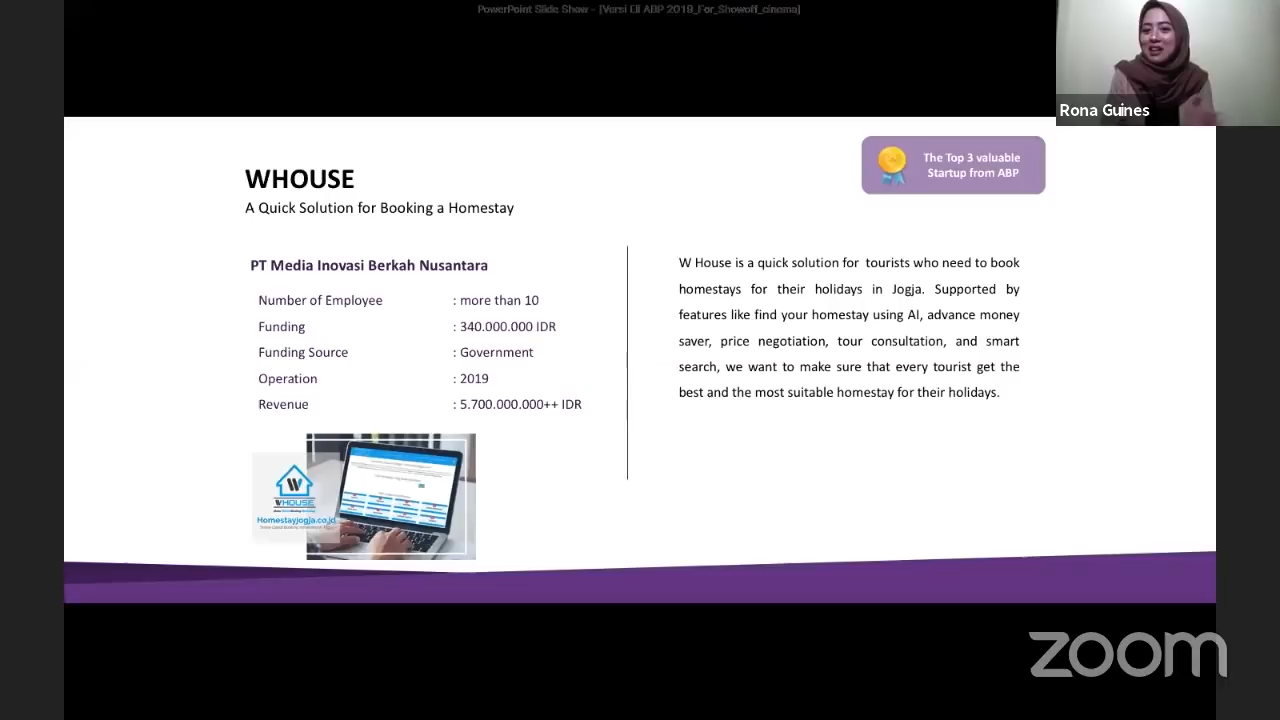 PowerPoint Slide Show - [Versi Eli ABP 2019_For_Showoff_cinema]
Rona Guines
The Top 3 valuable
Startup from ABP
WHOUSE
A Quick Solution for Booking a Homestay
PT Media Inovasi Berkah Nusantara
Number of Employee : more than 10
Funding : 340.000.000 IDR
Funding Source : Government
Operation : 2019
Revenue : 5.700.000.000++ IDR
W House is a quick solution for tourists who need to book
homestays for their holidays in Jogja. Supported by
features like find your homestay using AI, advance money
saver, price negotiation, tour consultation, and smart
search, we want to make sure that every tourist get the
best and the most suitable homestay for their holidays.
W
WHOUSE
Homestayjogja.co.id
zoom